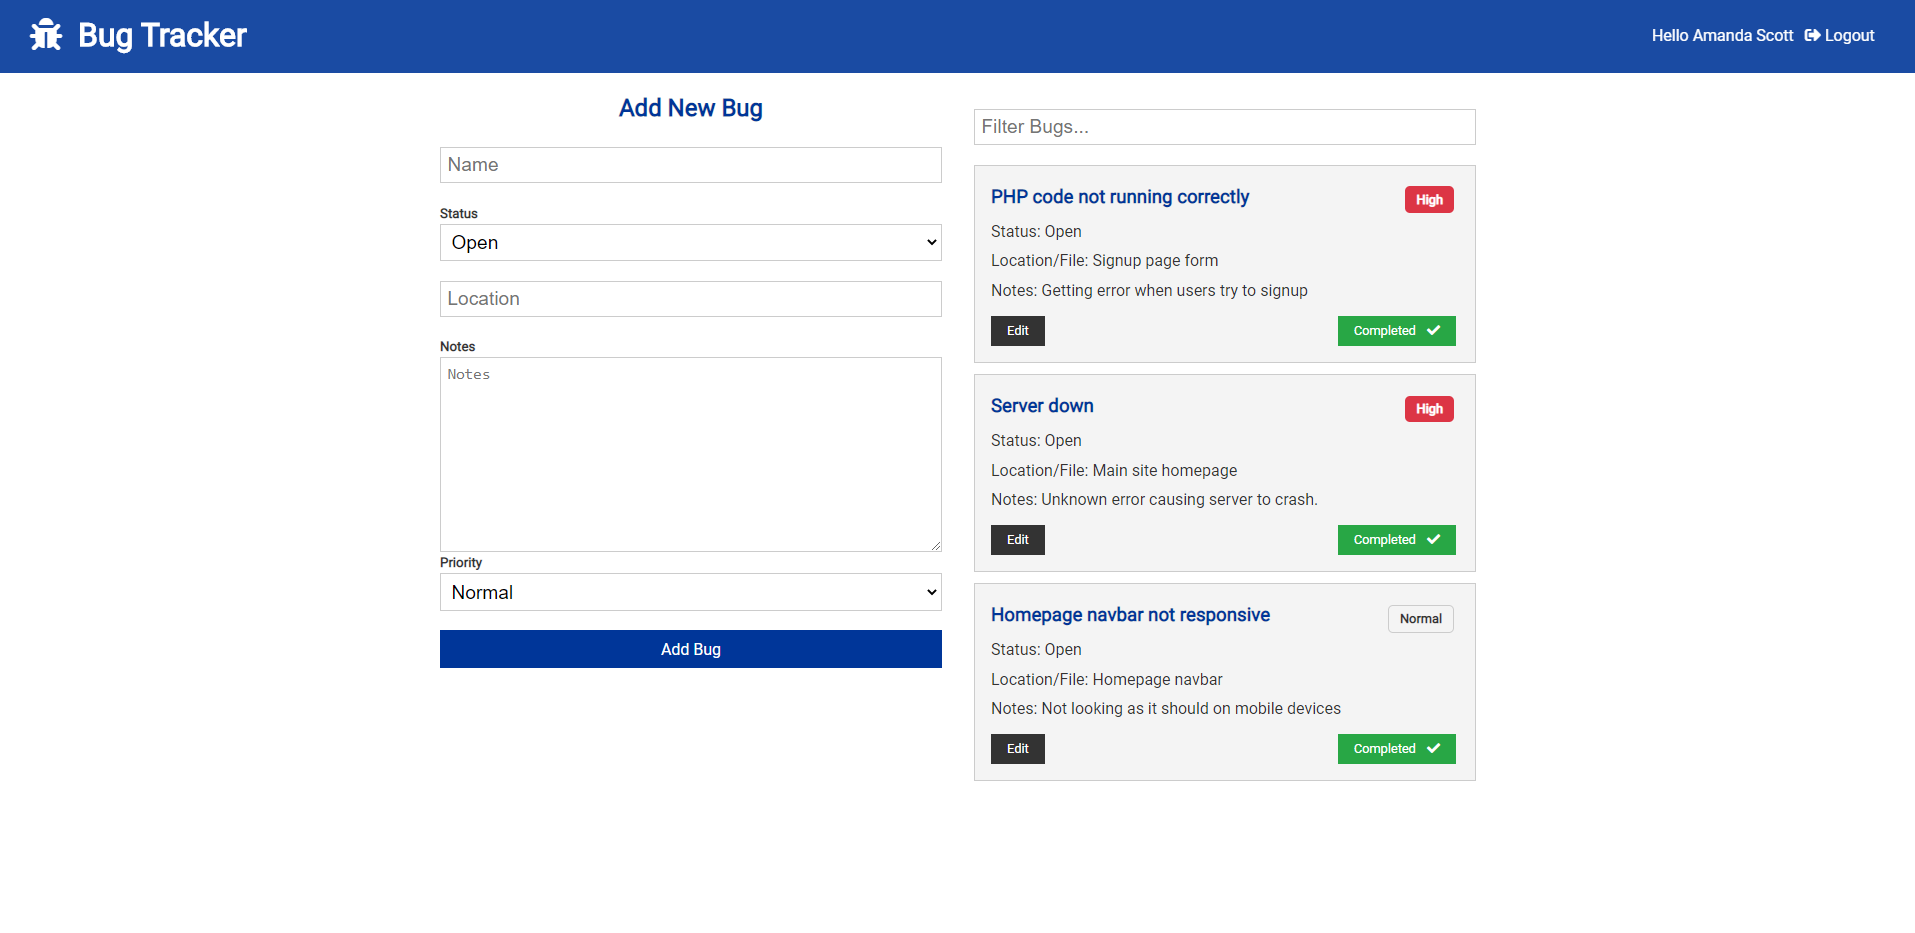 Bug Tracker
Hello Amanda Scott Logout
Add New Bug
Name
Status
Open
Location
Notes
Notes
Priority
Normal
Add Bug
Filter Bugs...
PHP code not running correctly
High
Status: Open
Location/File: Signup page form
Notes: Getting error when users try to signup
Edit
Completed
Server down
High
Status: Open
Location/File: Main site homepage
Notes: Unknown error causing server to crash.
Edit
Completed
Homepage navbar not responsive
Normal
Status: Open
Location/File: Homepage navbar
Notes: Not looking as it should on mobile devices
Edit
Completed